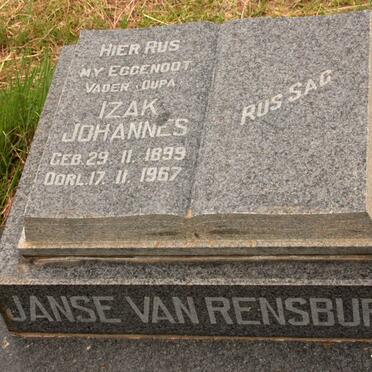 HIER RUS
MY EGGENOOT
VADER OUPA
IZAK
JOHANNES
GEB. 29. 11. 1899
OORL. 17. 11. 1967
RUS SAG
JANSE VAN RENSBUR